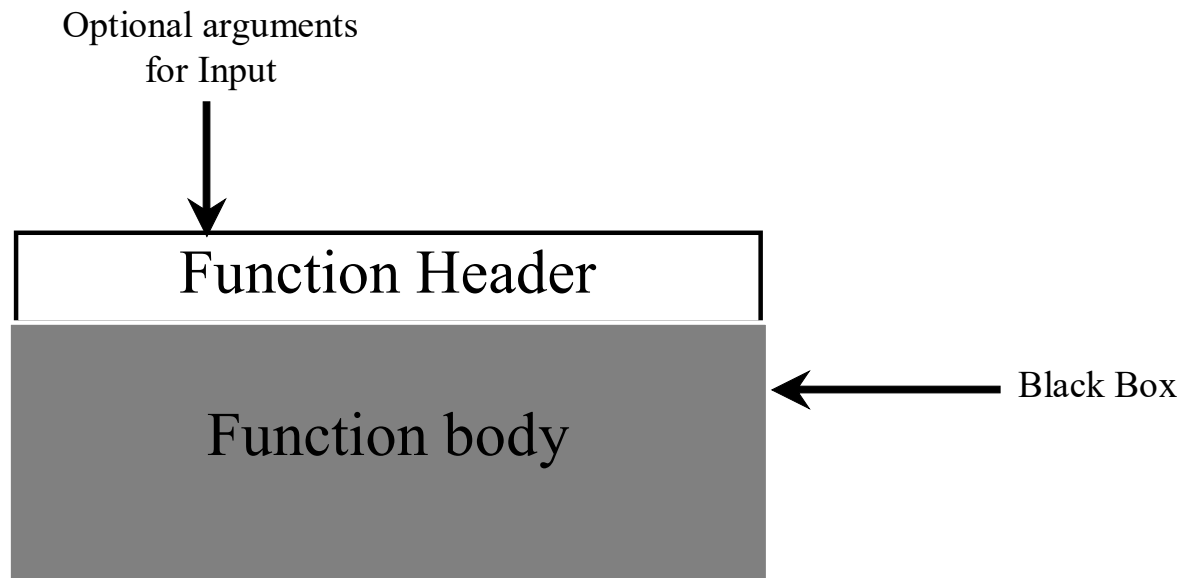 Optional arguments
for Input
Function Header
Function body
Black Box